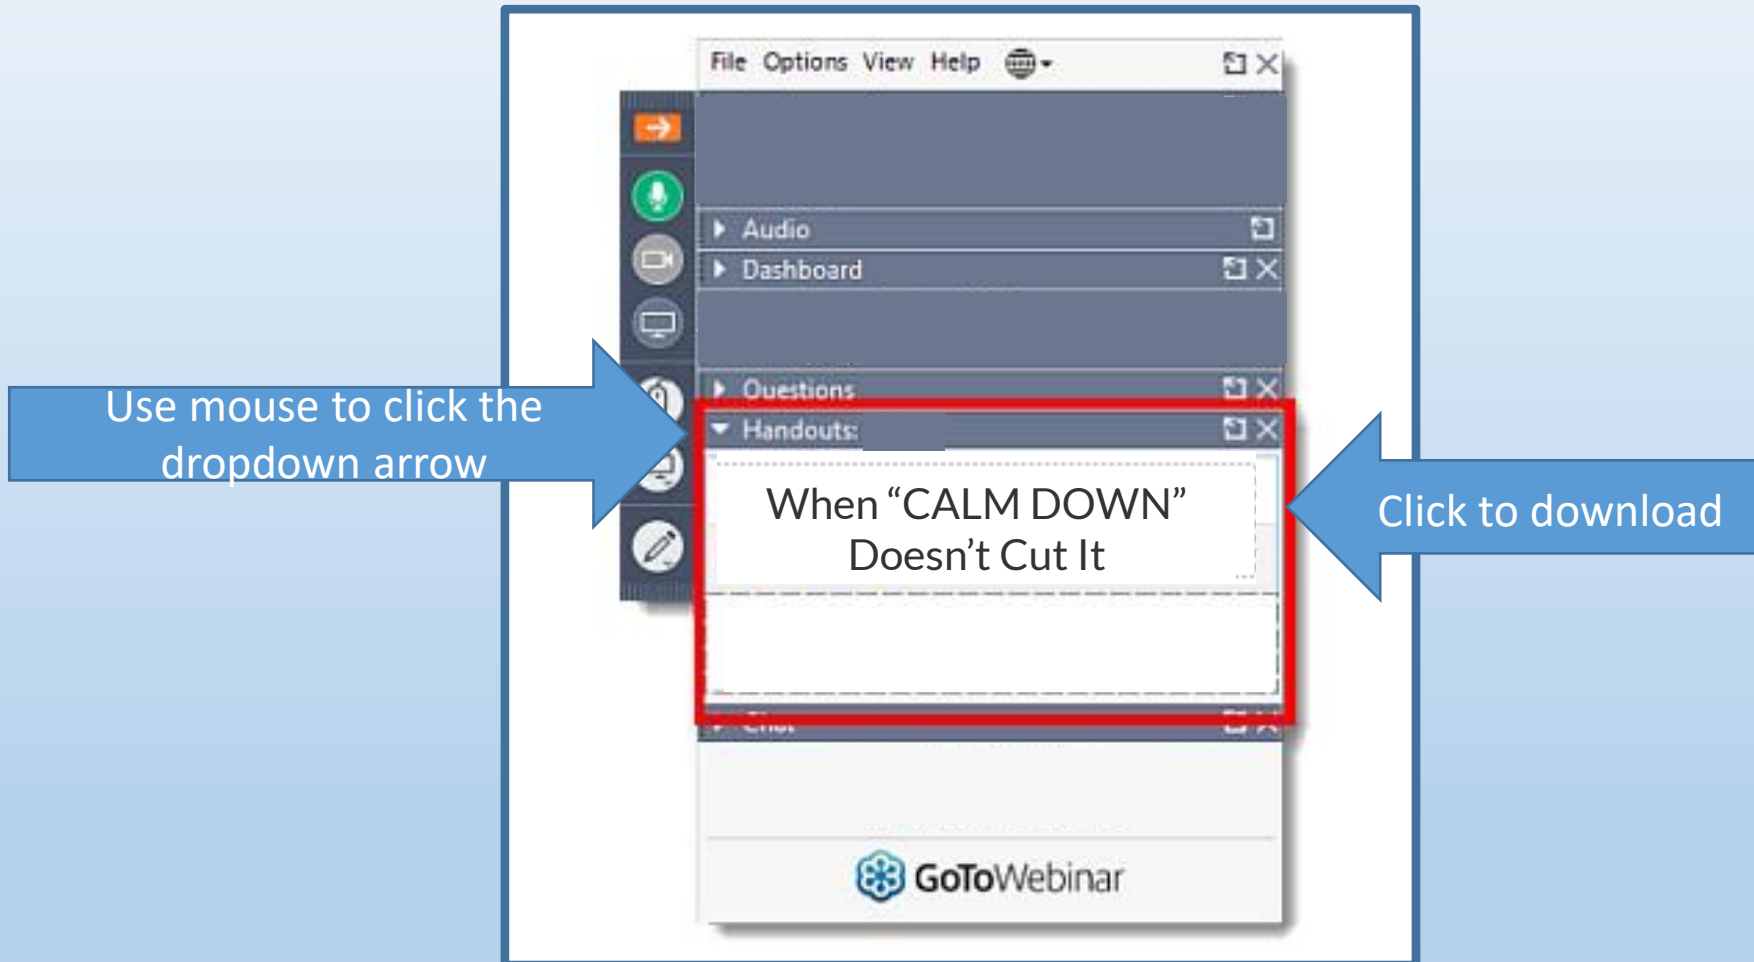 File Options View Help
Audio
Dashboard
Questions
Use mouse to click the
dropdown arrow
Handouts:
When “CALM DOWN”
Doesn’t Cut It
Click to download
Chat
GoToWebinar